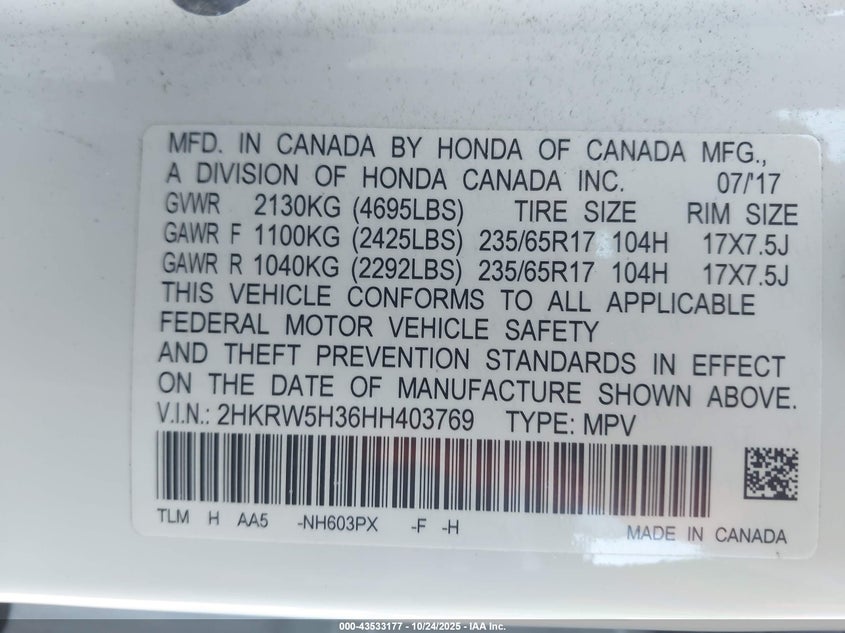 MFD. IN CANADA BY HONDA OF CANADA MFG.,
A DIVISION OF HONDA CANADA INC. 07/'17
GVWR 2130KG (4695LBS) TIRE SIZE RIM SIZE
GAWR F 1100KG (2425LBS) 235/65R17 104H 17X7.5J
GAWR R 1040KG (2292LBS) 235/65R17 104H 17X7.5J
THIS VEHICLE CONFORMS TO ALL APPLICABLE
FEDERAL MOTOR VEHICLE SAFETY
AND THEFT PREVENTION STANDARDS IN EFFECT
ON THE DATE OF MANUFACTURE SHOWN ABOVE.
V.I.N.: 2HKRW5H36HH403769 TYPE: MPV
TLM H AA5 -NH603PX -F -H
MADE IN CANADA
000-43533177 - 10/24/2025 - IAA Inc.